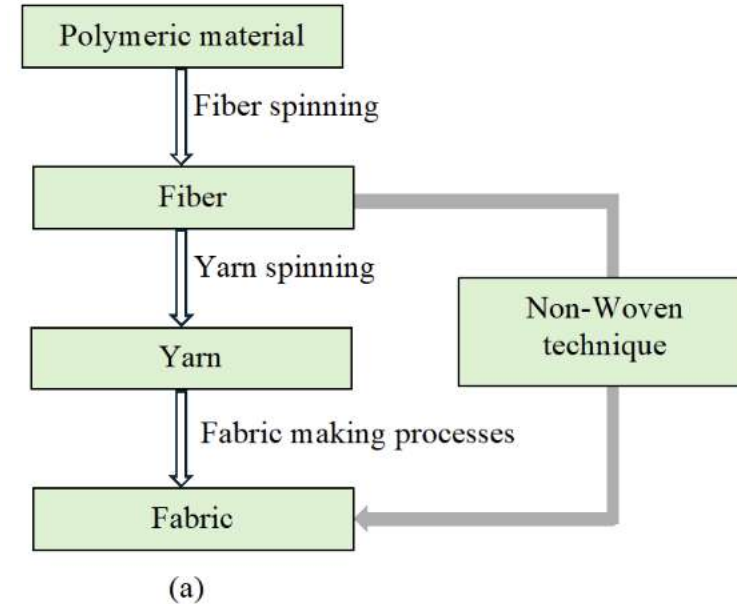 Polymeric material
Fiber spinning
Fiber
Yarn spinning
Non-Woven
technique
Yarn
Fabric making processes
Fabric
(a)